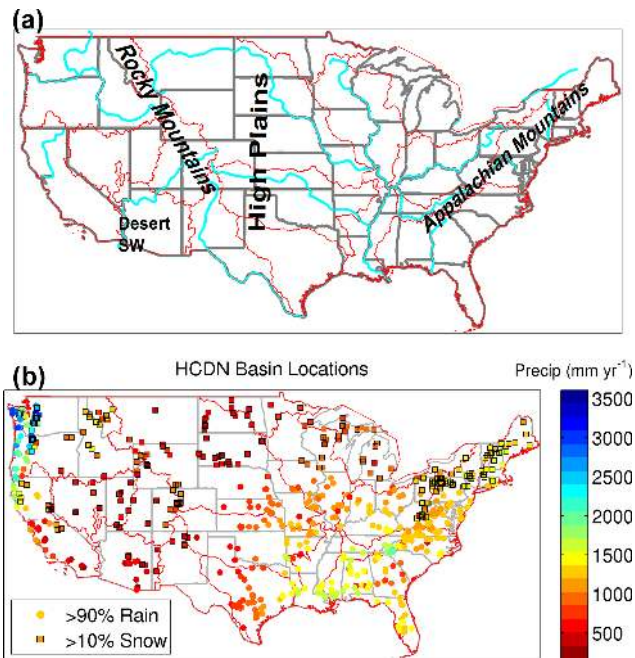 (a)
Rocky Mountains
High Plains
Appalachian Mountains
Desert
SW
(b)
HCDN Basin Locations
Precip (mm yr⁻¹)
3500
3000
2500
2000
1500
1000
500
>90% Rain
>10% Snow